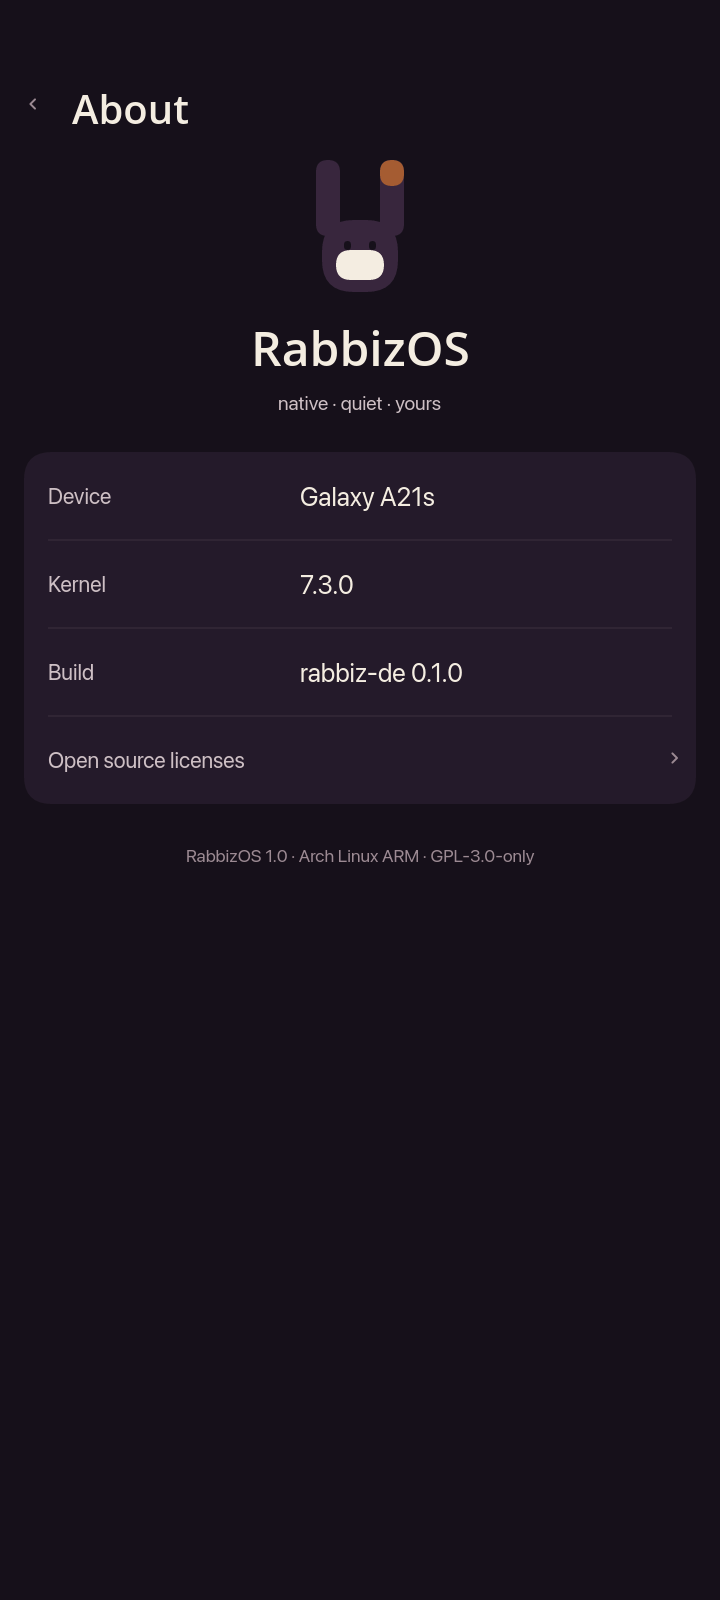 About
RabbizOS
native · quiet · yours
Device Galaxy A21s
Kernel 7.3.0
Build rabbiz-de 0.1.0
Open source licenses
RabbizOS 1.0 · Arch Linux ARM · GPL-3.0-only